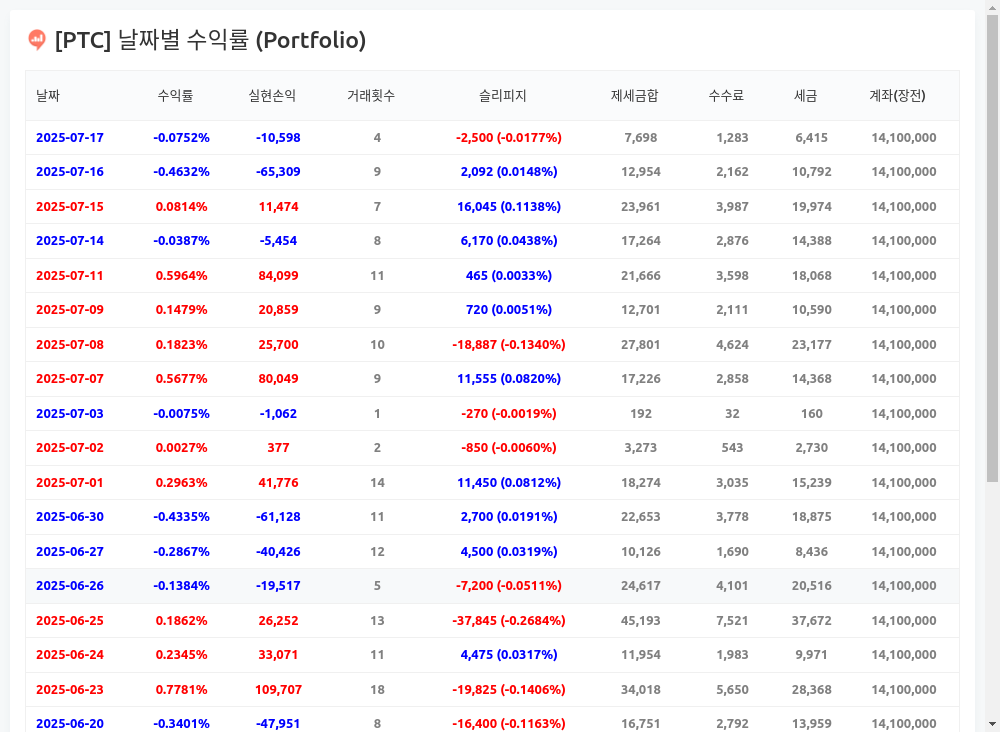 [PTC] 날짜별 수익률 (Portfolio)
날짜 수익률 실현손익 거래횟수 슬리피지 제세금합 수수료 세금 계좌(장전)
2025-07-17 -0.0752% -10,598 4 -2,500 (-0.0177%) 7,698 1,283 6,415 14,100,000
2025-07-16 -0.4632% -65,309 9 2,092 (0.0148%) 12,954 2,162 10,792 14,100,000
2025-07-15 0.0814% 11,474 7 16,045 (0.1138%) 23,961 3,987 19,974 14,100,000
2025-07-14 -0.0387% -5,454 8 6,170 (0.0438%) 17,264 2,876 14,388 14,100,000
2025-07-11 0.5964% 84,099 11 465 (0.0033%) 21,666 3,598 18,068 14,100,000
2025-07-09 0.1479% 20,859 9 720 (0.0051%) 12,701 2,111 10,590 14,100,000
2025-07-08 0.1823% 25,700 10 -18,887 (-0.1340%) 27,801 4,624 23,177 14,100,000
2025-07-07 0.5677% 80,049 9 11,555 (0.0820%) 17,226 2,858 14,368 14,100,000
2025-07-03 -0.0075% -1,062 1 -270 (-0.0019%) 192 32 160 14,100,000
2025-07-02 0.0027% 377 2 -850 (-0.0060%) 3,273 543 2,730 14,100,000
2025-07-01 0.2963% 41,776 14 11,450 (0.0812%) 18,274 3,035 15,239 14,100,000
2025-06-30 -0.4335% -61,128 11 2,700 (0.0191%) 22,653 3,778 18,875 14,100,000
2025-06-27 -0.2867% -40,426 12 4,500 (0.0319%) 10,126 1,690 8,436 14,100,000
2025-06-26 -0.1384% -19,517 5 -7,200 (-0.0511%) 24,617 4,101 20,516 14,100,000
2025-06-25 0.1862% 26,252 13 -37,845 (-0.2684%) 45,193 7,521 37,672 14,100,000
2025-06-24 0.2345% 33,071 11 4,475 (0.0317%) 11,954 1,983 9,971 14,100,000
2025-06-23 0.7781% 109,707 18 -19,825 (-0.1406%) 34,018 5,650 28,368 14,100,000
2025-06-20 -0.3401% -47,951 8 -16,400 (-0.1163%) 16,751 2,792 13,959 14,100,000